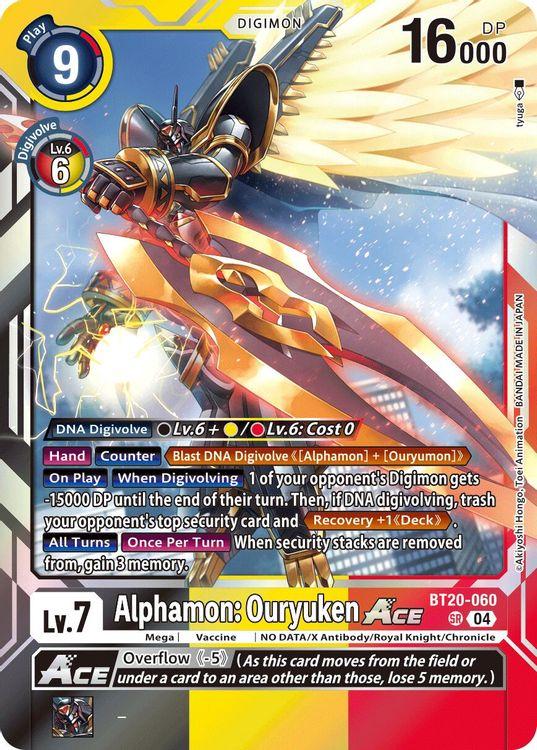 DIGIMON
Play
9
16000
DP
Digivolve
Lv.6
6
tyuga
DNA Digivolve Lv.6 + / Lv.6: Cost 0
Hand Counter Blast DNA Digivolve《[Alphamon] + [Ouryumon]》
On Play When Digivolving 1 of your opponent's Digimon gets
-15000 DP until the end of their turn. Then, if DNA digivolving, trash
your opponent's top security card and Recovery +1《Deck》.
All Turns Once Per Turn When security stacks are removed
from, gain 3 memory.
©Akiyoshi Hongo, Toei Animation BANDAI MADE IN JAPAN
Lv.7
Alphamon: Ouryuken ACE
BT20-060
SR 04
Mega | Vaccine | NO DATA/X Antibody/Royal Knight/Chronicle
ACE Overflow《-5》(As this card moves from the field or
under a card to an area other than those, lose 5 memory.)
–